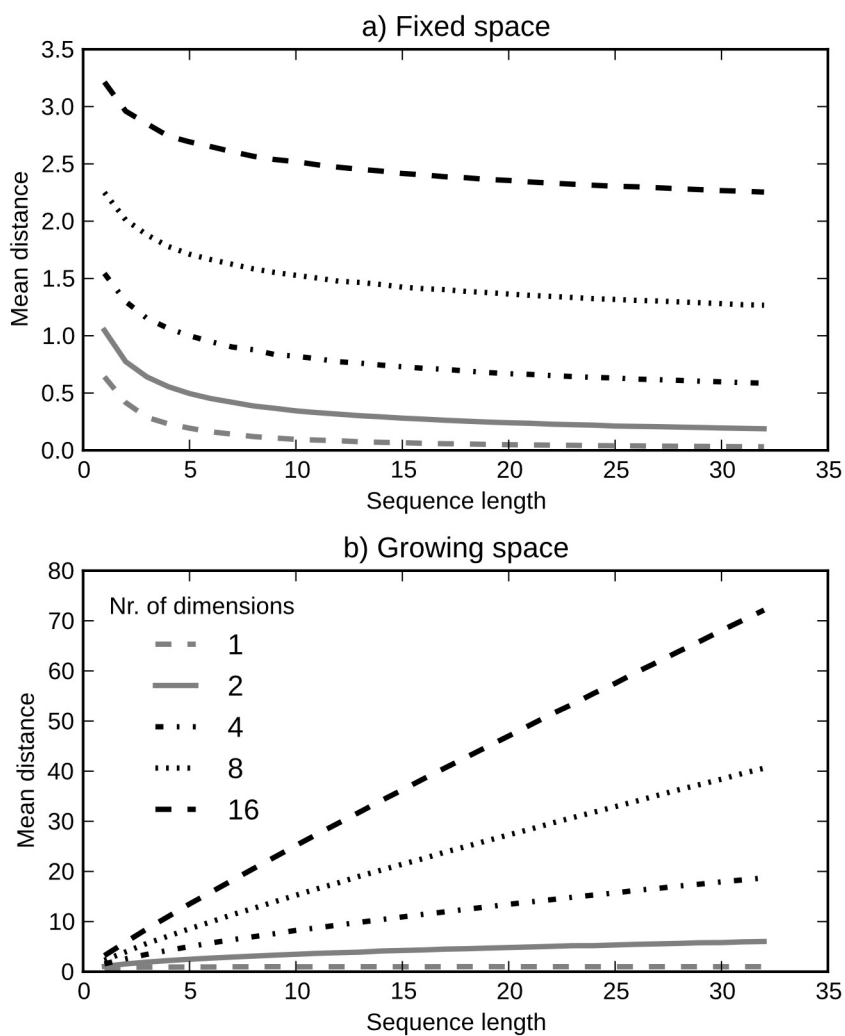 a) Fixed space
3.5
3.0
2.5
2.0
1.5
1.0
0.5
0.0
Mean distance
0 5 10 15 20 25 30 35
Sequence length
b) Growing space
80
70
60
50
40
30
20
10
0
Mean distance
Nr. of dimensions
1
2
4
8
16
0 5 10 15 20 25 30 35
Sequence length